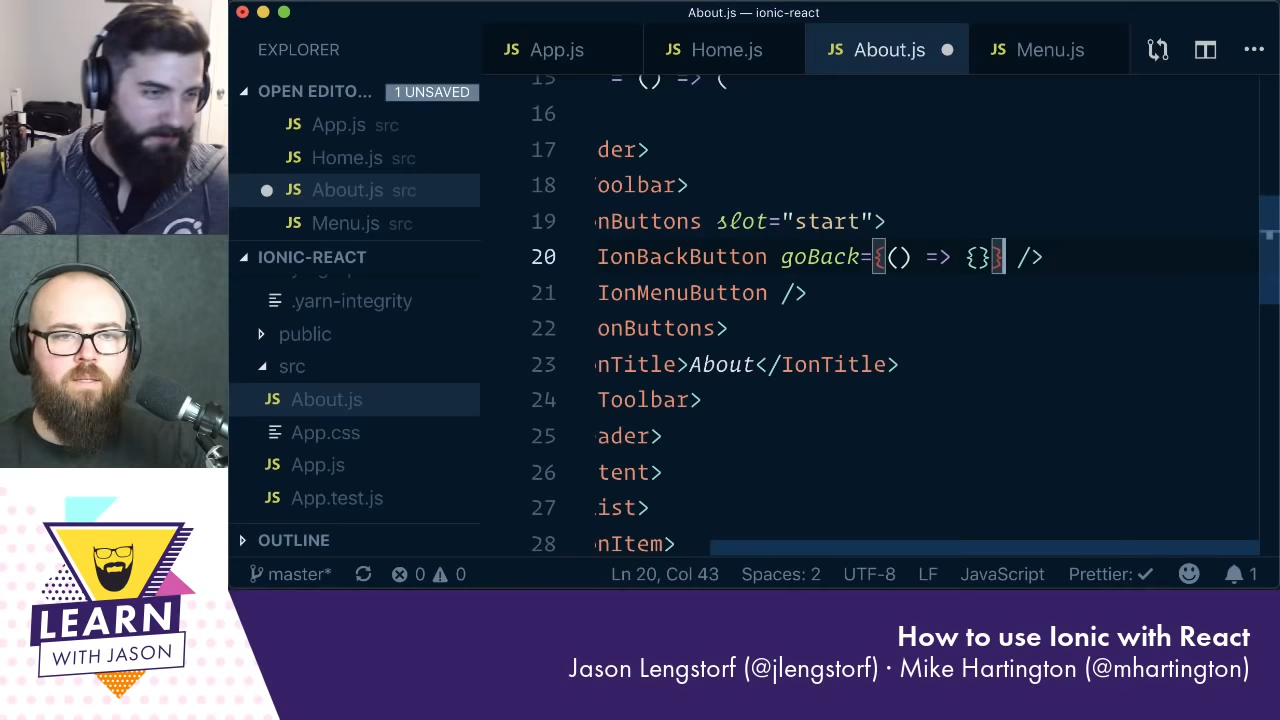 About.js — ionic-react
EXPLORER
OPEN EDITO... 1 UNSAVED
JS App.js src
JS Home.js src
JS About.js src
JS Menu.js src
IONIC-REACT
.yarn-integrity
public
src
JS About.js
App.css
JS App.js
JS App.test.js
OUTLINE
JS App.js JS Home.js JS About.js JS Menu.js
15 = () => (
16
17 der>
18 oolbar>
19 nButtons slot="start">
20 IonBackButton goBack={() => {}} />
21 IonMenuButton />
22 onButtons>
23 nTitle>About</IonTitle>
24 Toolbar>
25 ader>
26 tent>
27 ist>
28 nItem>
master* 0 0 Ln 20, Col 43 Spaces: 2 UTF-8 LF JavaScript Prettier: ✓ 1
LEARN
WITH JASON
How to use Ionic with React
Jason Lengstorf (@jlengstorf) · Mike Hartington (@mhartington)